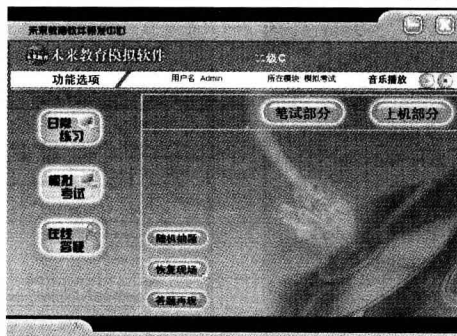 未来教育软件研发中心
未来教育模拟软件
二级C
功能选项
用户名 Admin
所在模块 模拟考试
音乐播放
笔试部分
上机部分
日常
练习
模拟
考试
在线
答疑
随机抽题
恢复现场
答题再现